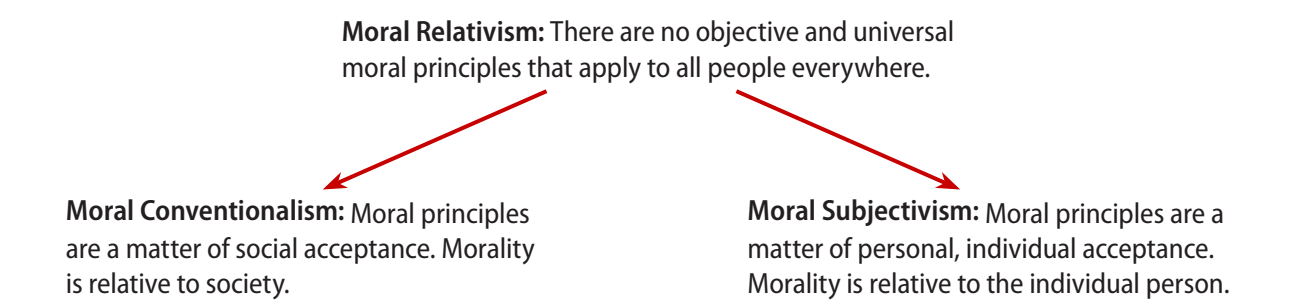 Moral Relativism: There are no objective and universal
moral principles that apply to all people everywhere.
Moral Conventionalism: Moral principles
are a matter of social acceptance. Morality
is relative to society.
Moral Subjectivism: Moral principles are a
matter of personal, individual acceptance.
Morality is relative to the individual person.